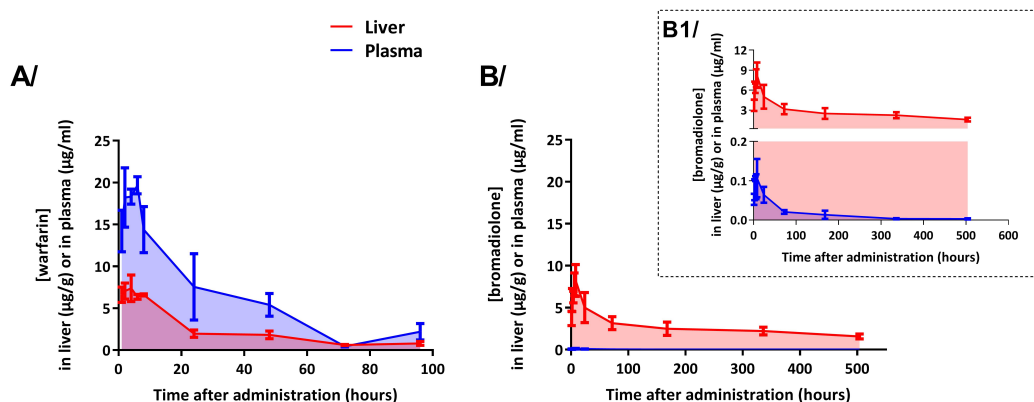 Liver
Plasma
A/
[warfarin]
in liver (µg/g) or in plasma (µg/ml)
25
20
15
10
5
0
0 20 40 60 80 100
Time after administration (hours)
B/
[bromadiolone]
in liver (µg/g) or in plasma (µg/ml)
25
20
15
10
5
0
0 100 200 300 400 500
Time after administration (hours)
B1/
[bromadiolone]
in liver (µg/g) or in plasma (µg/ml)
12
9
6
3
0.2
0.1
0.0
0 100 200 300 400 500 600
Time after administration (hours)